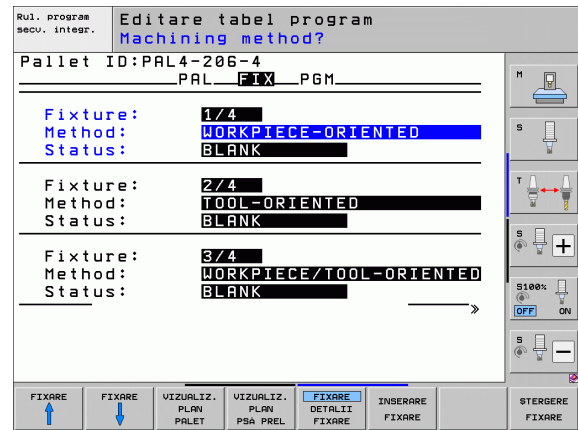 Rul. program
secv. integr.
Editare tabel program
Machining method?
Pallet ID:PAL4-206-4
PAL FIX PGM
Fixture: 1/4
Method: WORKPIECE-ORIENTED
Status: BLANK
Fixture: 2/4
Method: TOOL-ORIENTED
Status: BLANK
Fixture: 3/4
Method: WORKPIECE/TOOL-ORIENTED
Status: BLANK
»
M
S
T
S
+
S100%
OFF ON
S
–
FIXARE
FIXARE
VIZUALIZ.
PLAN
PALET
VIZUALIZ.
PLAN
PSA PREL
FIXARE
DETALII
FIXARE
INSERARE
FIXARE
STERGERE
FIXARE